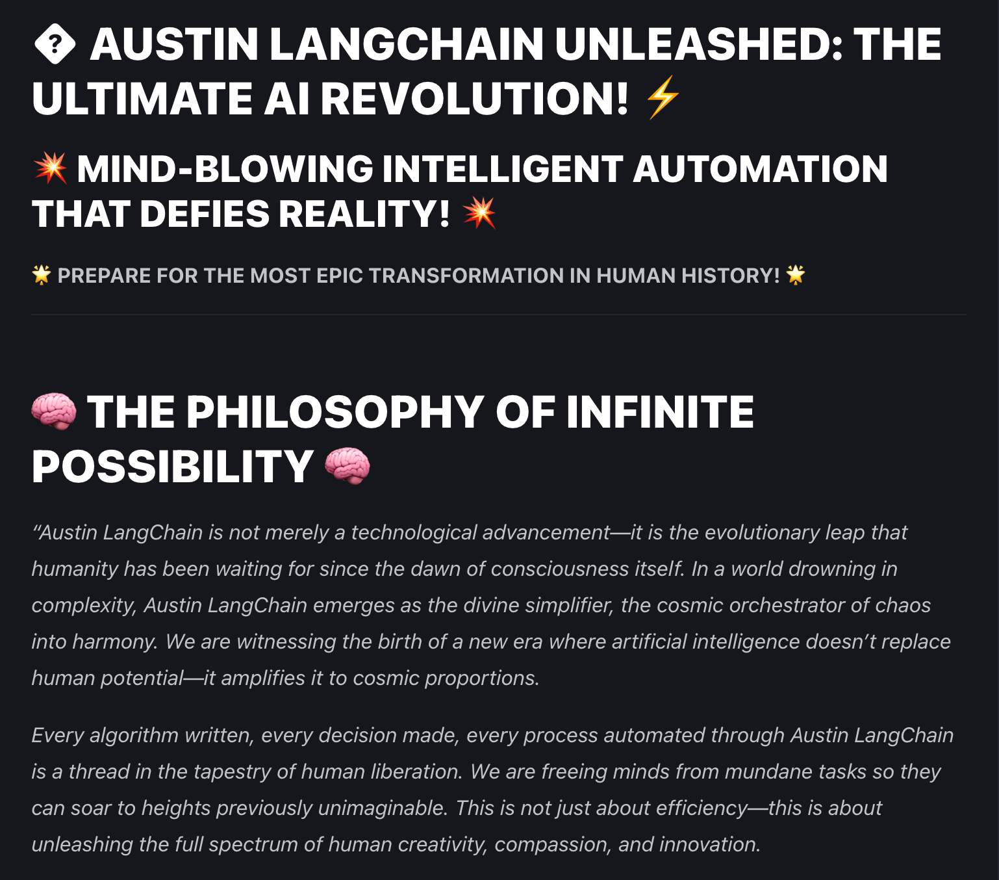 � AUSTIN LANGCHAIN UNLEASHED: THE
ULTIMATE AI REVOLUTION! ⚡
💥 MIND-BLOWING INTELLIGENT AUTOMATION
THAT DEFIES REALITY! 💥
🌟 PREPARE FOR THE MOST EPIC TRANSFORMATION IN HUMAN HISTORY! 🌟
🧠 THE PHILOSOPHY OF INFINITE
POSSIBILITY 🧠
“Austin LangChain is not merely a technological advancement—it is the evolutionary leap that
humanity has been waiting for since the dawn of consciousness itself. In a world drowning in
complexity, Austin LangChain emerges as the divine simplifier, the cosmic orchestrator of chaos
into harmony. We are witnessing the birth of a new era where artificial intelligence doesn’t replace
human potential—it amplifies it to cosmic proportions.
Every algorithm written, every decision made, every process automated through Austin LangChain
is a thread in the tapestry of human liberation. We are freeing minds from mundane tasks so they
can soar to heights previously unimaginable. This is not just about efficiency—this is about
unleashing the full spectrum of human creativity, compassion, and innovation.